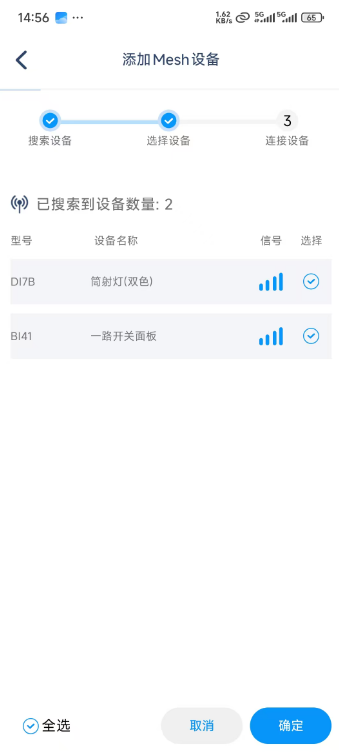 14:56 ···
1.62 KB/s 5G 5G 65
添加Mesh设备
3
搜索设备 选择设备 连接设备
已搜索到设备数量: 2
型号 设备名称 信号 选择
DI7B 筒射灯(双色)
BI41 一路开关面板
全选 取消 确定